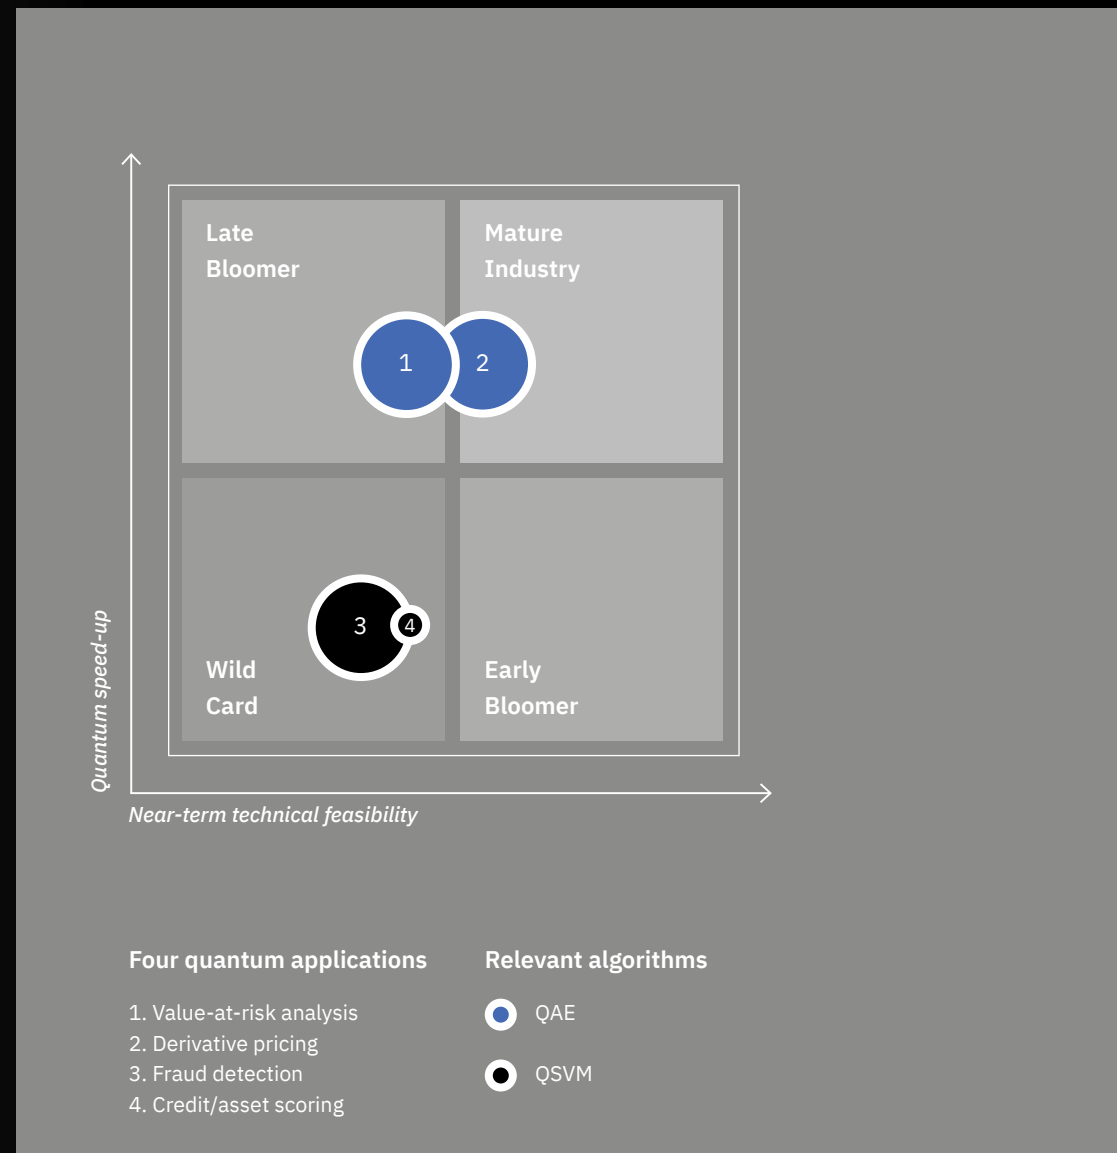 Late
Bloomer
Mature
Industry
1
2
3
4
Wild
Card
Early
Bloomer
Quantum speed-up
Near-term technical feasibility
Four quantum applications
1. Value-at-risk analysis
2. Derivative pricing
3. Fraud detection
4. Credit/asset scoring
Relevant algorithms
QAE
QSVM